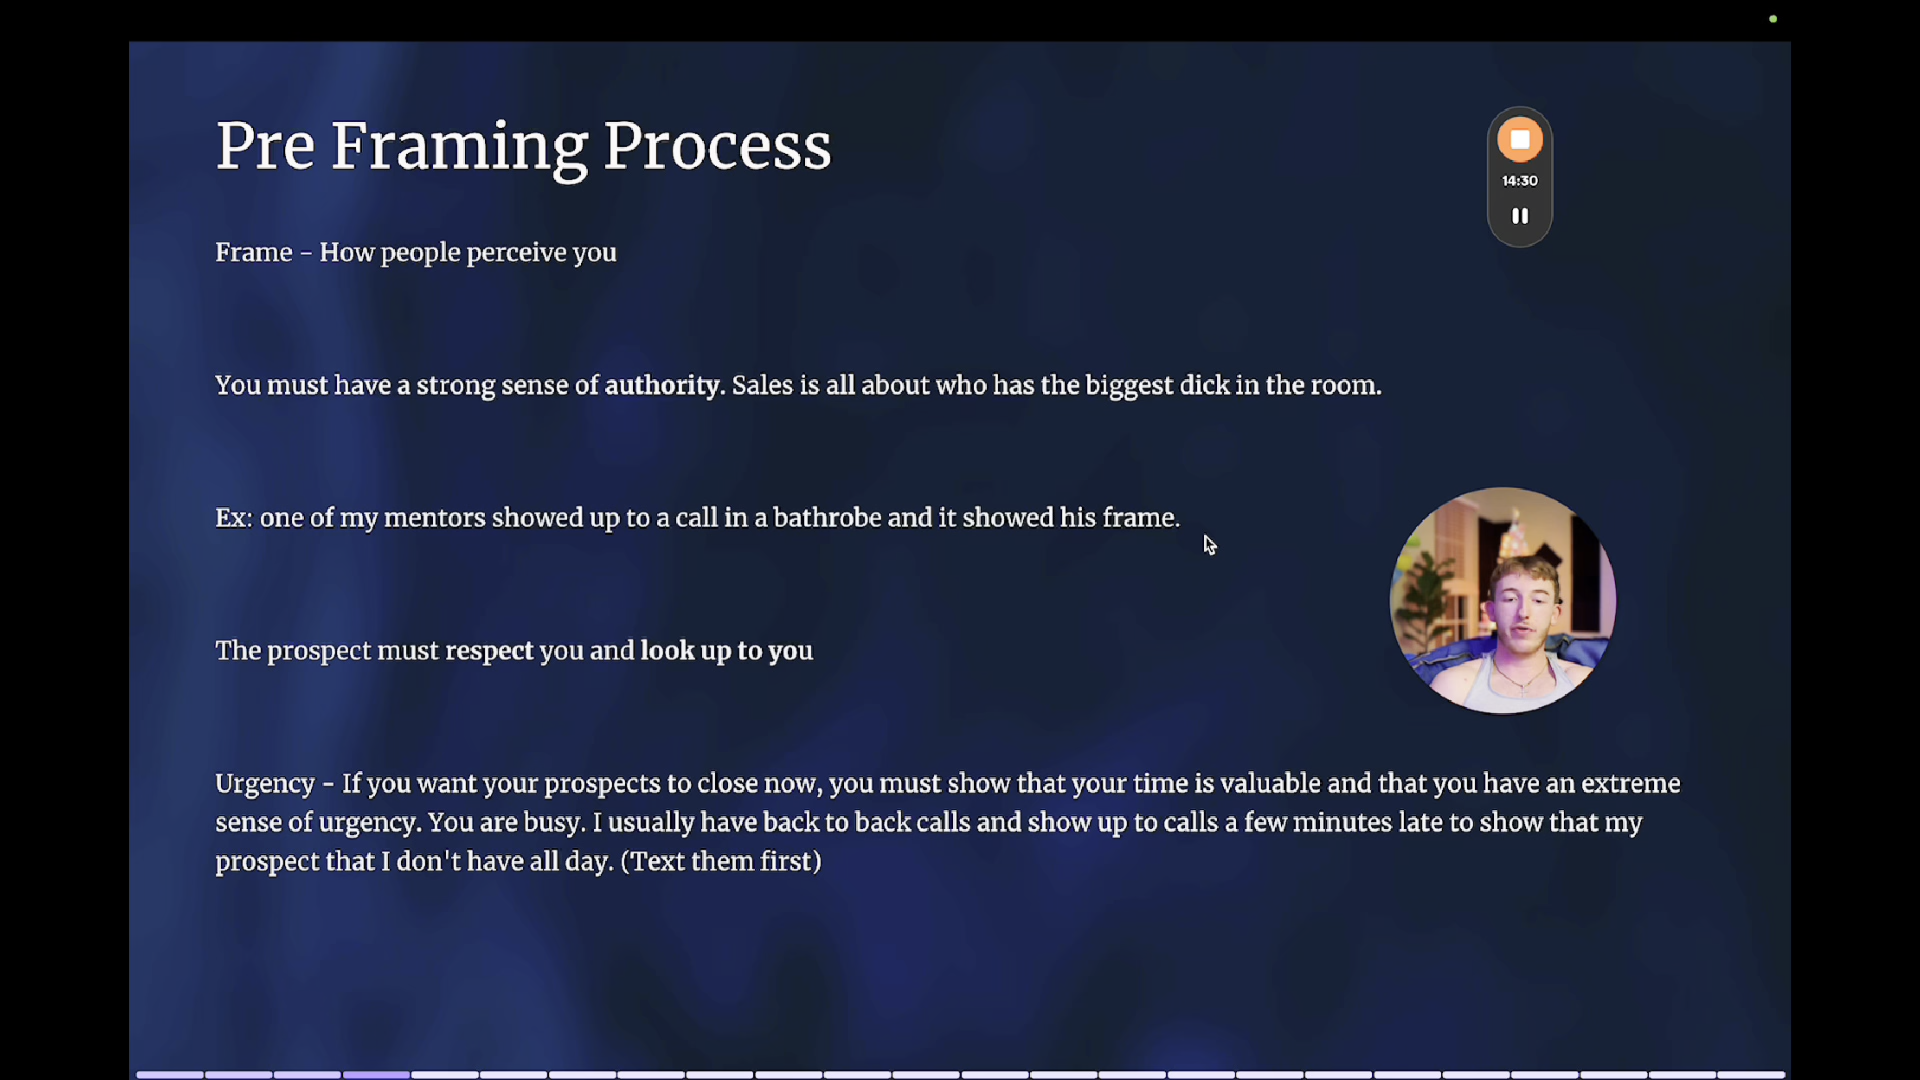 Pre Framing Process
14:30
Frame – How people perceive you
You must have a strong sense of authority. Sales is all about who has the biggest dick in the room.
Ex: one of my mentors showed up to a call in a bathrobe and it showed his frame.
The prospect must respect you and look up to you
Urgency – If you want your prospects to close now, you must show that your time is valuable and that you have an extreme
sense of urgency. You are busy. I usually have back to back calls and show up to calls a few minutes late to show that my
prospect that I don't have all day. (Text them first)